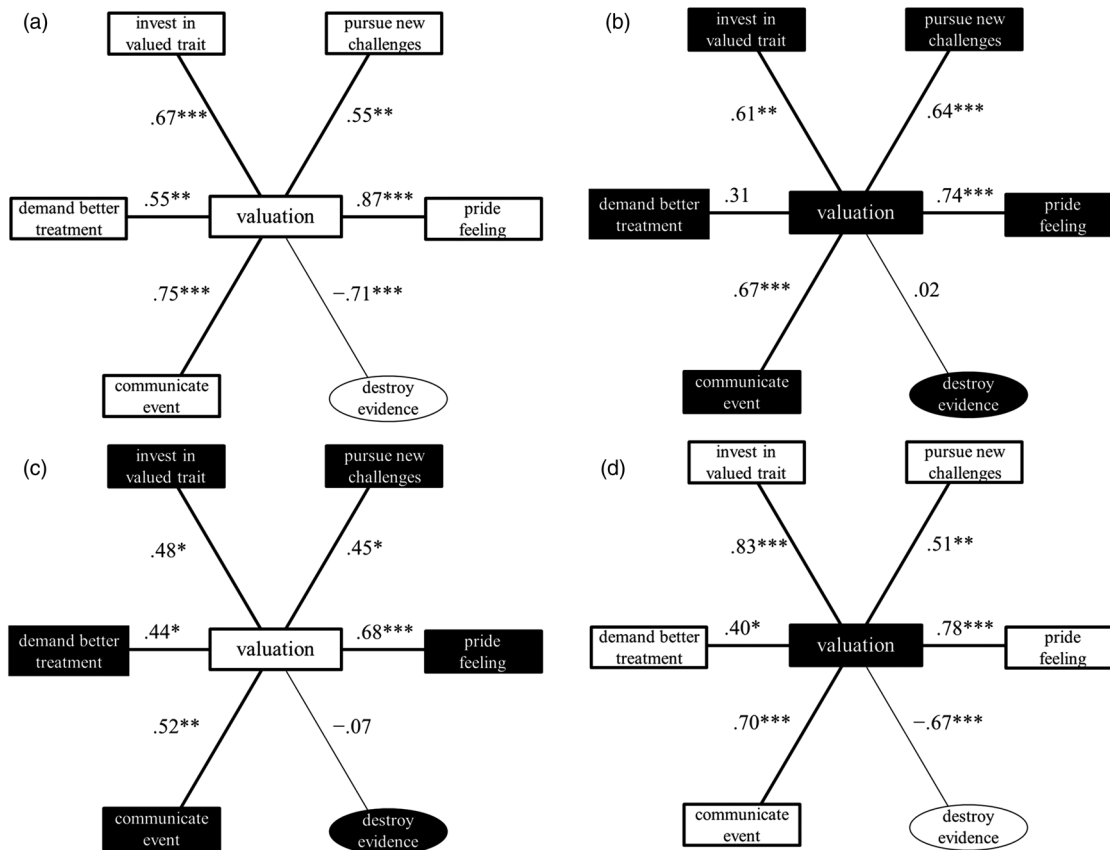 (a)
invest in
valued trait
pursue new
challenges
.67***
.55**
demand better
treatment
.55**
valuation
.87***
pride
feeling
.75***
−.71***
communicate
event
destroy
evidence
(b)
invest in
valued trait
pursue new
challenges
.61**
.64***
demand better
treatment
.31
valuation
.74***
pride
feeling
.67***
.02
communicate
event
destroy
evidence
(c)
invest in
valued trait
pursue new
challenges
.48*
.45*
demand better
treatment
.44*
valuation
.68***
pride
feeling
.52**
−.07
communicate
event
destroy
evidence
(d)
invest in
valued trait
pursue new
challenges
.83***
.51**
demand better
treatment
.40*
valuation
.78***
pride
feeling
.70***
−.67***
communicate
event
destroy
evidence